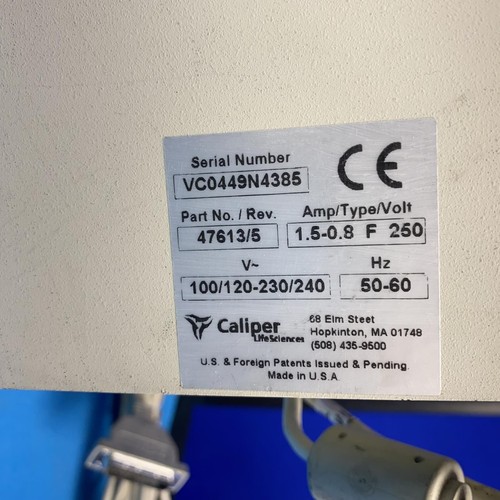 Serial Number
VC0449N4385
CE
Part No. / Rev.
47613/5
Amp/Type/Volt
1.5-0.8 F 250
V~
100/120-230/240
Hz
50-60
Caliper
LifeSciences
68 Elm Steet
Hopkinton, MA 01748
(508) 435-9500
U.S. & Foreign Patents Issued & Pending.
Made in U.S.A